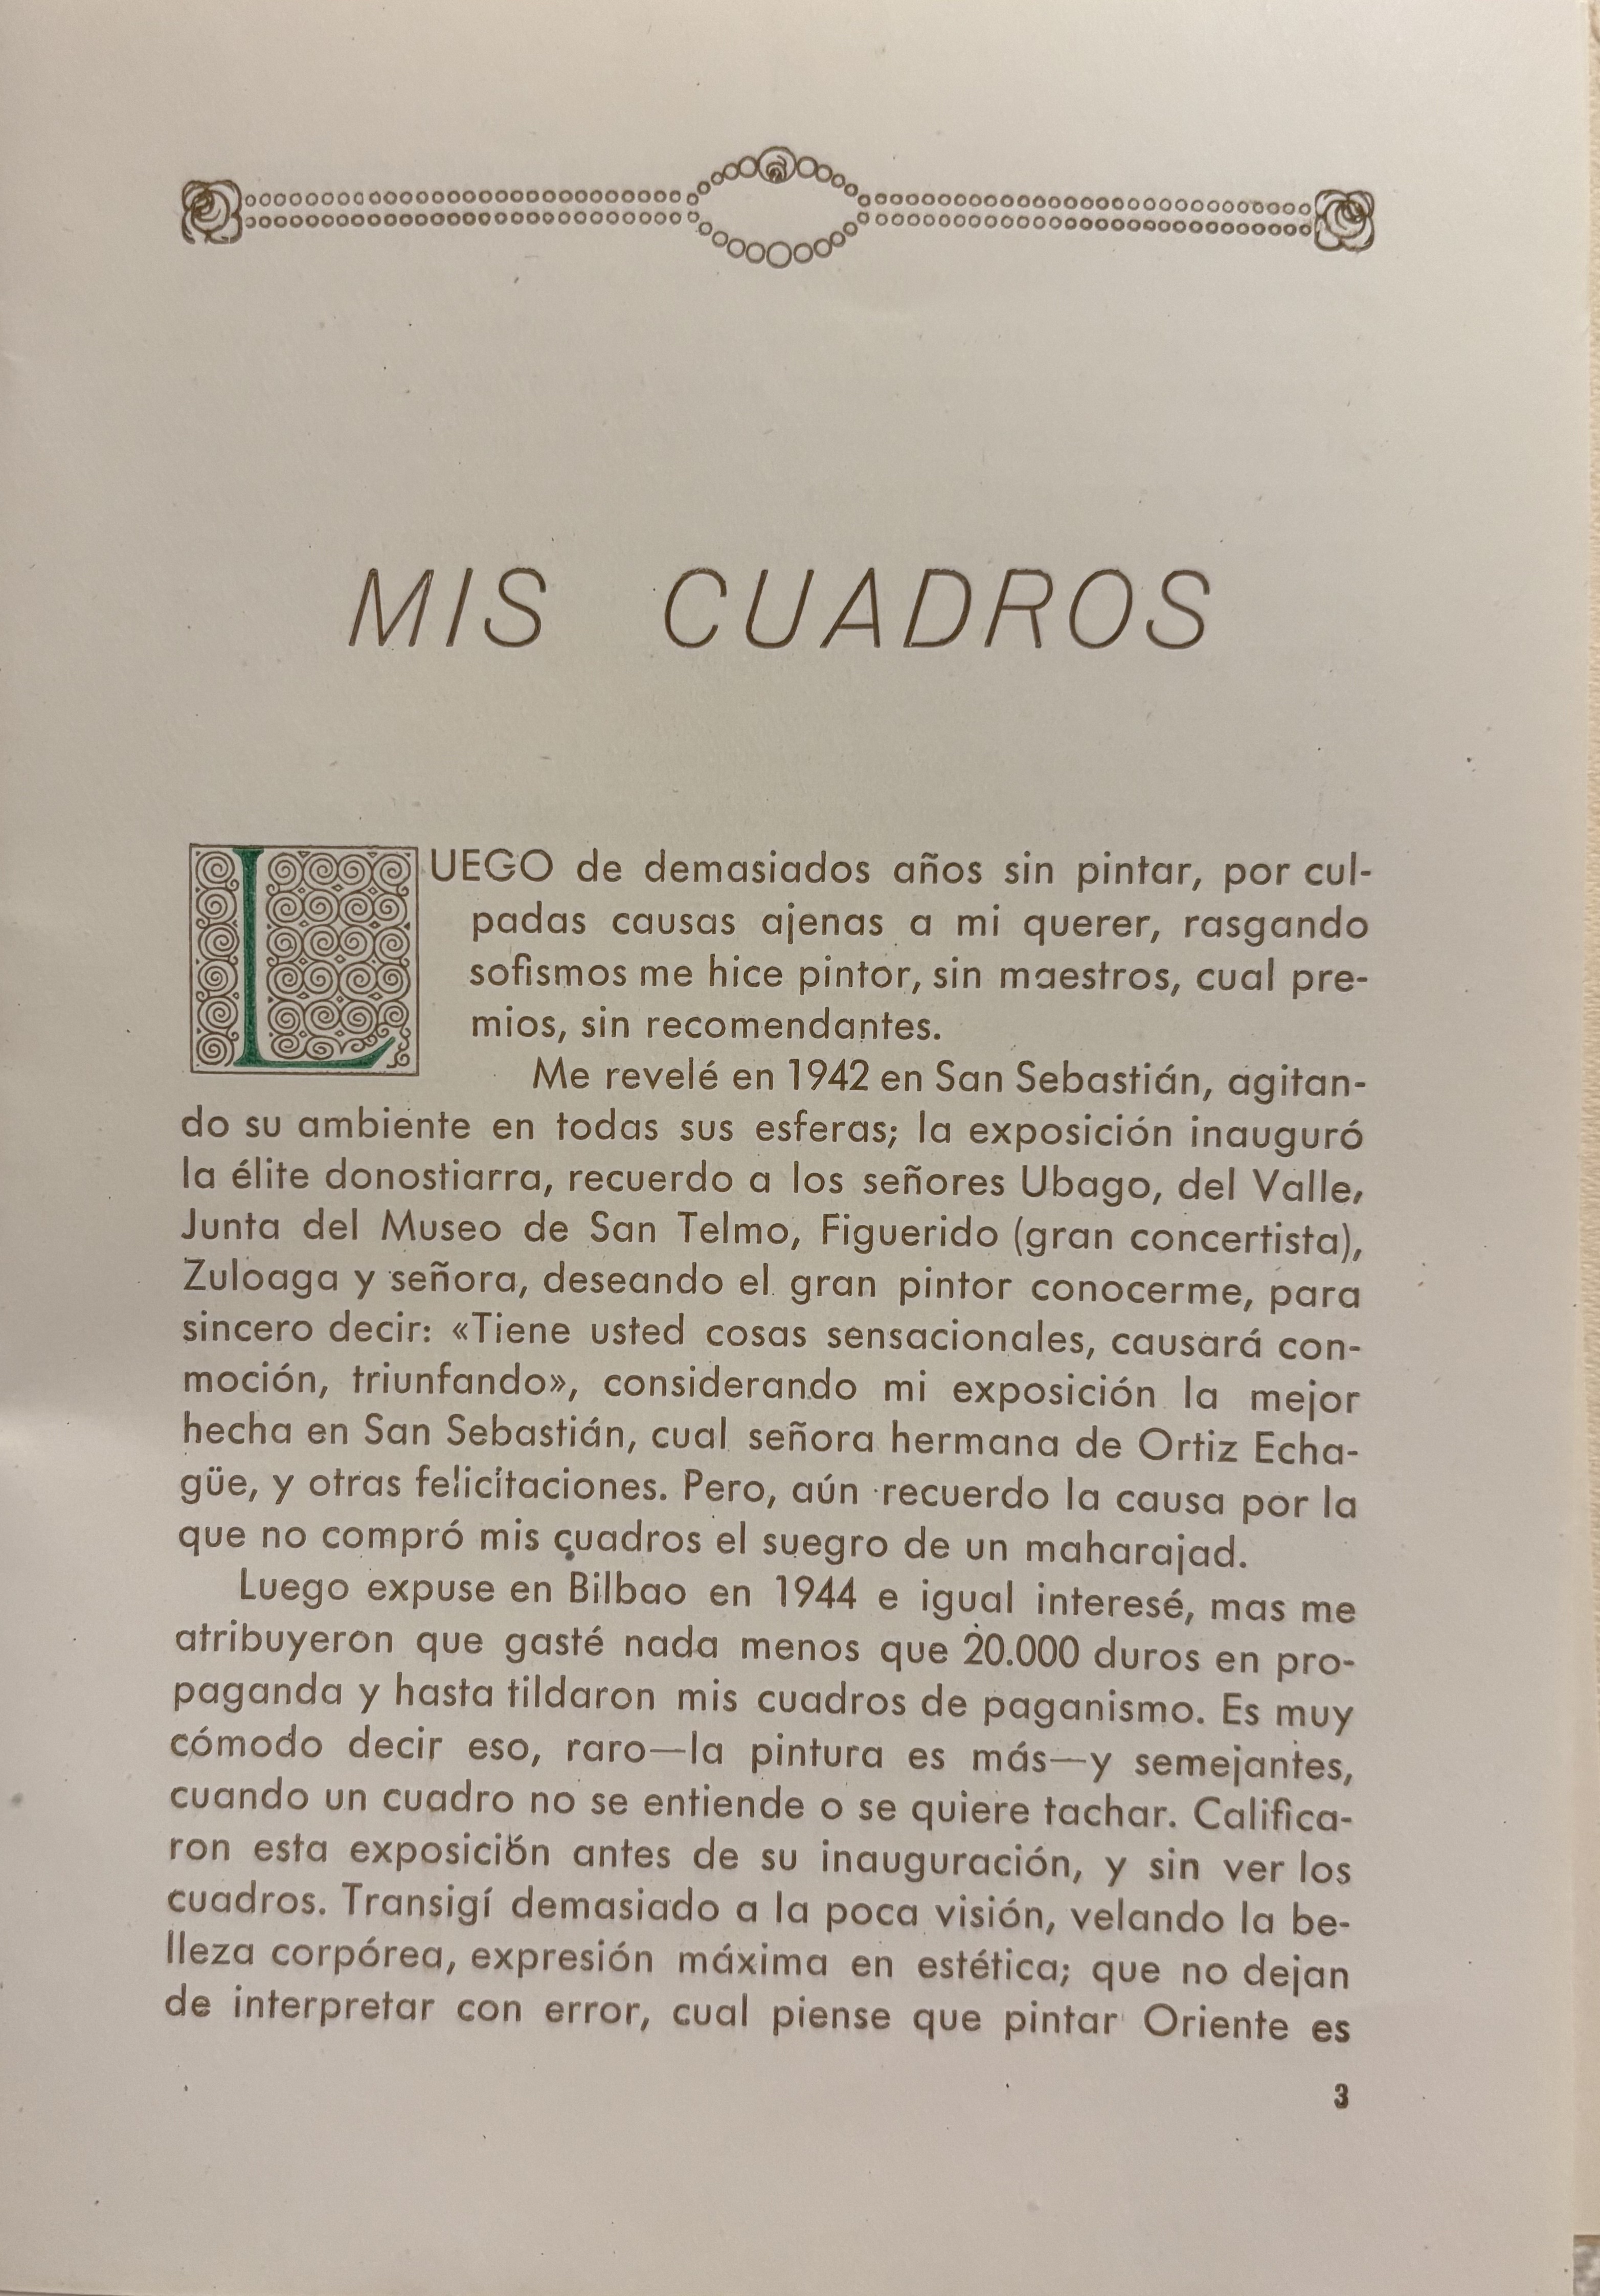 MIS CUADROS
LUEGO de demasiados años sin pintar, por cul-
padas causas ajenas a mi querer, rasgando
sofismos me hice pintor, sin maestros, cual pre-
mios, sin recomendantes.
Me revelé en 1942 en San Sebastián, agitan-
do su ambiente en todas sus esferas; la exposición inauguró
la élite donostiarra, recuerdo a los señores Ubago, del Valle,
Junta del Museo de San Telmo, Figuerido (gran concertista),
Zuloaga y señora, deseando el gran pintor conocerme, para
sincero decir: «Tiene usted cosas sensacionales, causará con-
moción, triunfando», considerando mi exposición la mejor
hecha en San Sebastián, cual señora hermana de Ortiz Echa-
güe, y otras felicitaciones. Pero, aún recuerdo la causa por la
que no compró mis cuadros el suegro de un maharajad.
Luego expuse en Bilbao en 1944 e igual interesé, mas me
atribuyeron que gasté nada menos que 20.000 duros en pro-
paganda y hasta tildaron mis cuadros de paganismo. Es muy
cómodo decir eso, raro—la pintura es más—y semejantes,
cuando un cuadro no se entiende o se quiere tachar. Califica-
ron esta exposición antes de su inauguración, y sin ver los
cuadros. Transigí demasiado a la poca visión, velando la be-
lleza corpórea, expresión máxima en estética; que no dejan
de interpretar con error, cual piense que pintar Oriente es
3